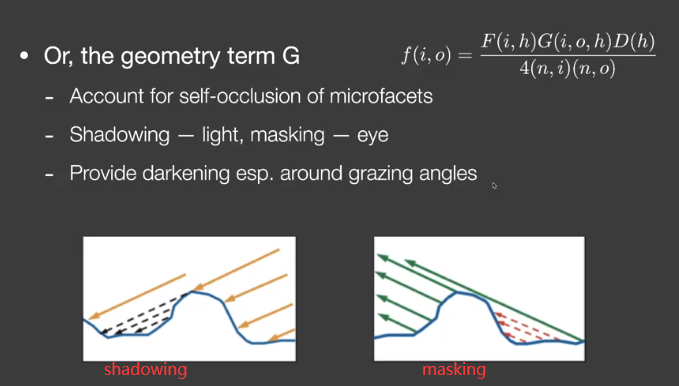 • Or, the geometry term G
f(i, o) = F(i, h)G(i, o, h)D(h) / 4(n, i)(n, o)
- Account for self-occlusion of microfacets
- Shadowing — light, masking — eye
- Provide darkening esp. around grazing angles
shadowing
masking